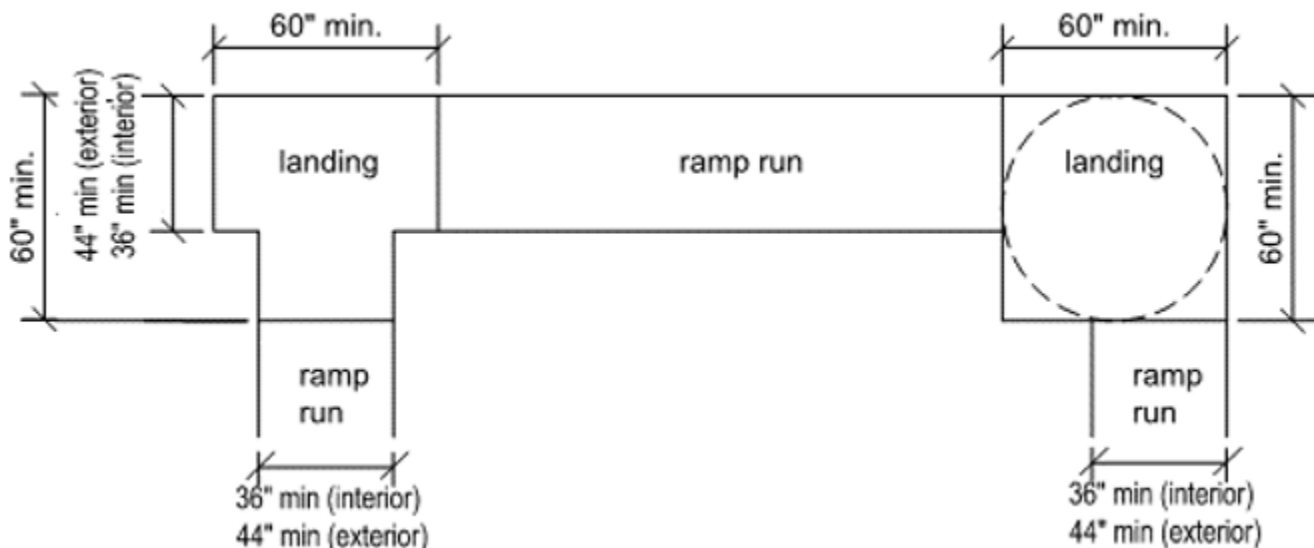 60" min.
60" min.
60" min.
44" min (exterior)
36" min (interior)
landing
ramp run
landing
60" min.
ramp
run
ramp
run
36" min (interior)
44" min (exterior)
36" min (interior)
44" min (exterior)